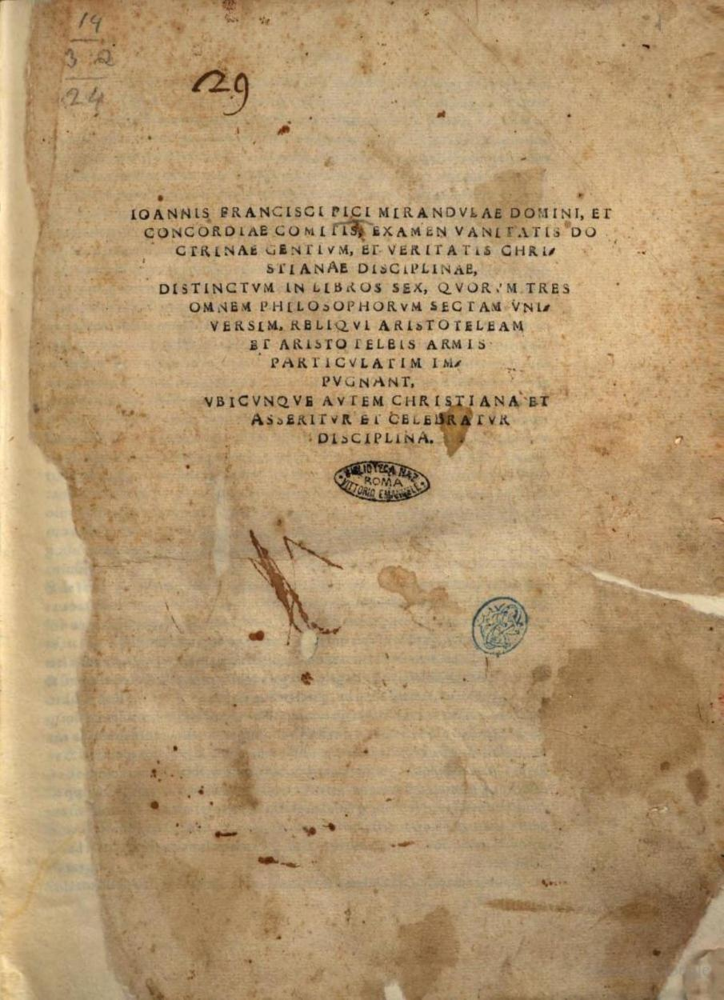 14
32
24
29
IOANNIS FRANCISCI PICI MIRANDVLAE DOMINI, ET
CONCORDIAE COMITIS, EXAMEN VANITATIS DO
CTRINAE GENTIVM, ET VERITATIS CHRI-
STIANAE DISCIPLINAE,
DISTINCTVM IN LIBROS SEX, QVORVM TRES
OMNEM PHILOSOPHORVM SECTAM VNI-
VERSIM, RELIQVI ARISTOTELEAM
ET ARISTOTELEIS ARMIS
PARTICVLATIM IM-
PVGNANT,
VBICVNQVE AVTEM CHRISTIANA ET
ASSERITVR ET CELEBRATVR
DISCIPLINA.
BIBLIOTECA NAZ.
ROMA
VITTORIO EMANUELE